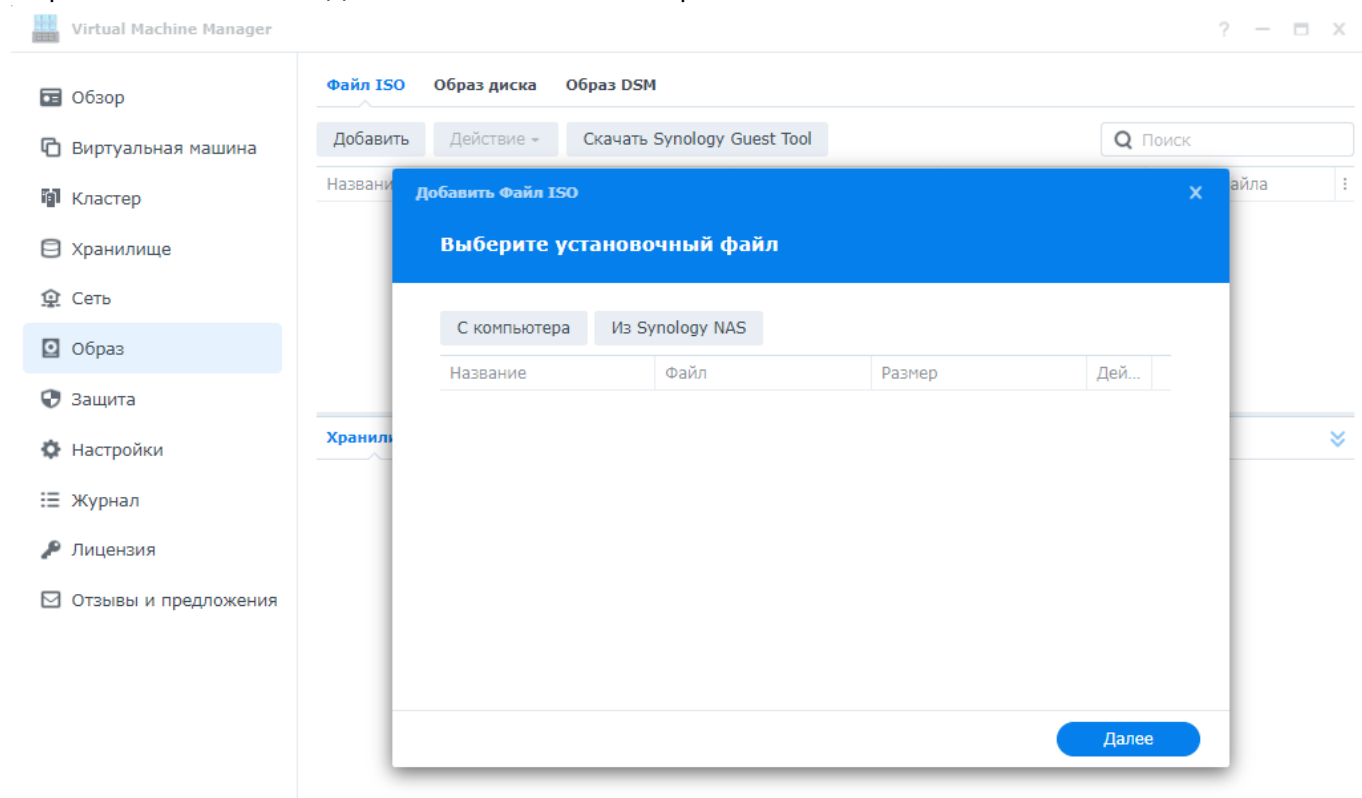 Virtual Machine Manager
Обзор
Виртуальная машина
Кластер
Хранилище
Сеть
Образ
Защита
Настройки
Журнал
Лицензия
Отзывы и предложения
Файл ISO Образ диска Образ DSM
Добавить Действие Скачать Synology Guest Tool Поиск
Названи айла
Добавить Файл ISO
Выберите установочный файл
С компьютера Из Synology NAS
Название Файл Размер Дей...
Хранили
Далее